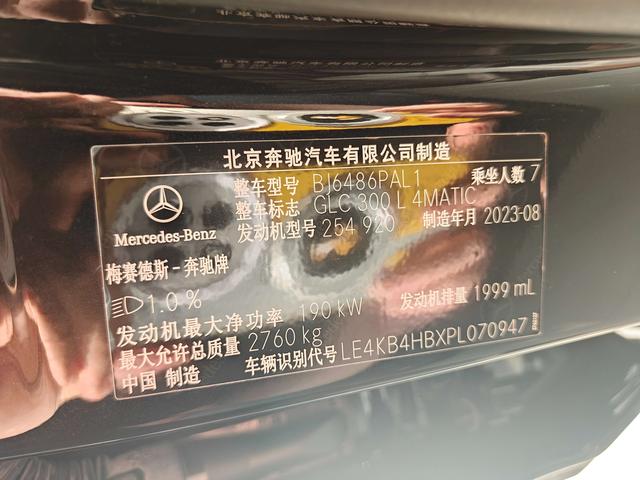 北京奔驰汽车有限公司制造
整车型号 BJ6486PAL1 乘坐人数 7
整车标志 GLC 300 L 4MATIC
发动机型号 254 920 制造年月 2023-08
Mercedes-Benz
梅赛德斯-奔驰牌
1.0 %
发动机最大净功率 190 kW 发动机排量 1999 mL
最大允许总质量 2760 kg
中国 制造 车辆识别代号 LE4KB4HBXPL070947